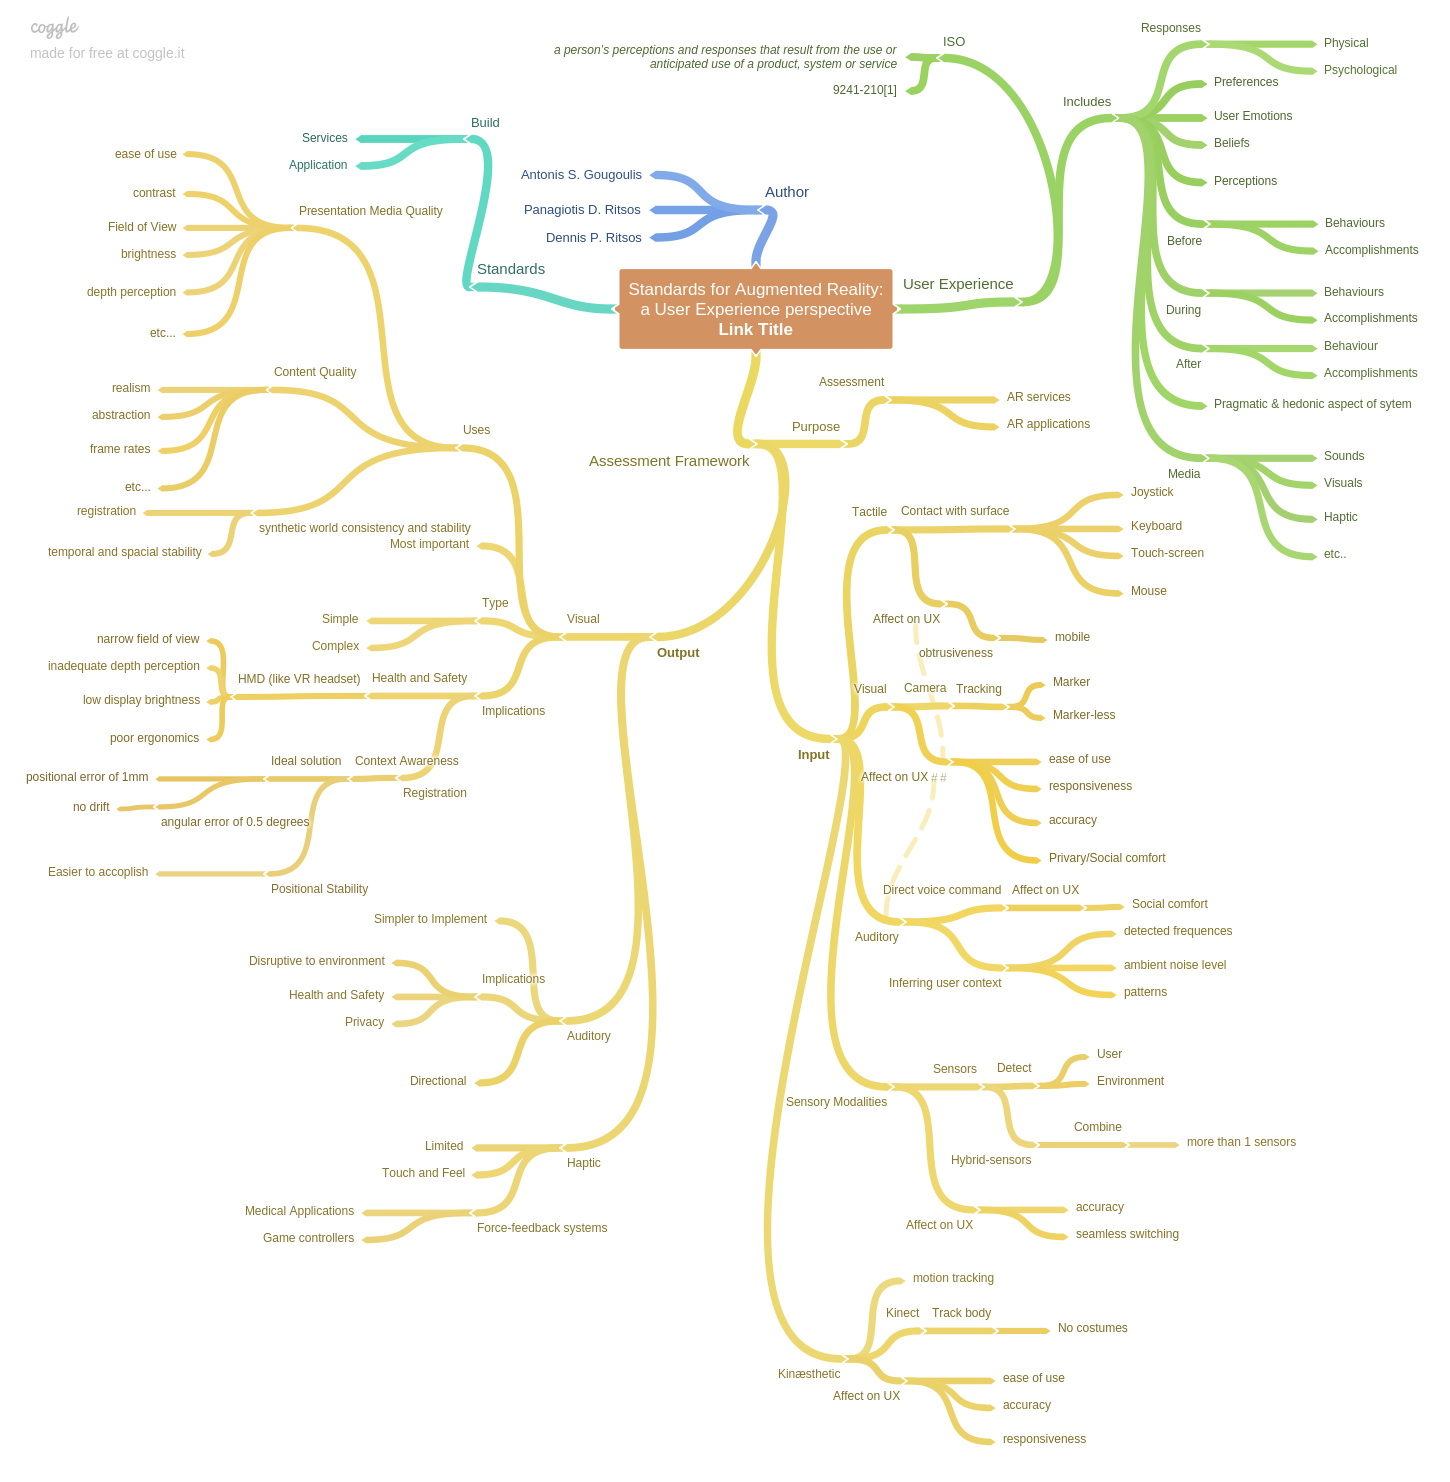 coggle
made for free at coggle.it
Standards for Augmented Reality:
a User Experience perspective
Link Title
Author
Antonis S. Gougoulis
Panagiotis D. Ritsos
Dennis P. Ritsos
Standards
Build
Services
Application
User Experience
ISO
a person's perceptions and responses that result from the use or
anticipated use of a product, system or service
9241-210[1]
Includes
Responses
Physical
Psychological
Preferences
User Emotions
Beliefs
Perceptions
Before
Behaviours
Accomplishments
During
Behaviours
Accomplishments
After
Behaviour
Accomplishments
Pragmatic & hedonic aspect of sytem
Media
Sounds
Visuals
Haptic
etc..
Assessment Framework
Purpose
Assessment
AR services
AR applications
Input
Tactile
Contact with surface
Joystick
Keyboard
Touch-screen
Mouse
Affect on UX
obtrusiveness
mobile
Visual
Camera
Tracking
Marker
Marker-less
Affect on UX
##
ease of use
responsiveness
accuracy
Privary/Social comfort
Auditory
Direct voice command
Affect on UX
Social comfort
Inferring user context
detected frequences
ambient noise level
patterns
Sensory Modalities
Sensors
Detect
User
Environment
Hybrid-sensors
Combine
more than 1 sensors
Affect on UX
accuracy
seamless switching
Kinæsthetic
motion tracking
Kinect
Track body
No costumes
Affect on UX
ease of use
accuracy
responsiveness
Output
Visual
Uses
Presentation Media Quality
ease of use
contrast
Field of View
brightness
depth perception
etc...
Content Quality
realism
abstraction
frame rates
etc...
synthetic world consistency and stability
registration
temporal and spacial stability
Most important
Type
Simple
Complex
Implications
Health and Safety
HMD (like VR headset)
narrow field of view
inadequate depth perception
low display brightness
poor ergonomics
Registration
Context Awareness
Ideal solution
positional error of 1mm
angular error of 0.5 degrees
no drift
Positional Stability
Easier to accoplish
Auditory
Simpler to Implement
Implications
Disruptive to environment
Health and Safety
Privacy
Directional
Haptic
Limited
Touch and Feel
Force-feedback systems
Medical Applications
Game controllers